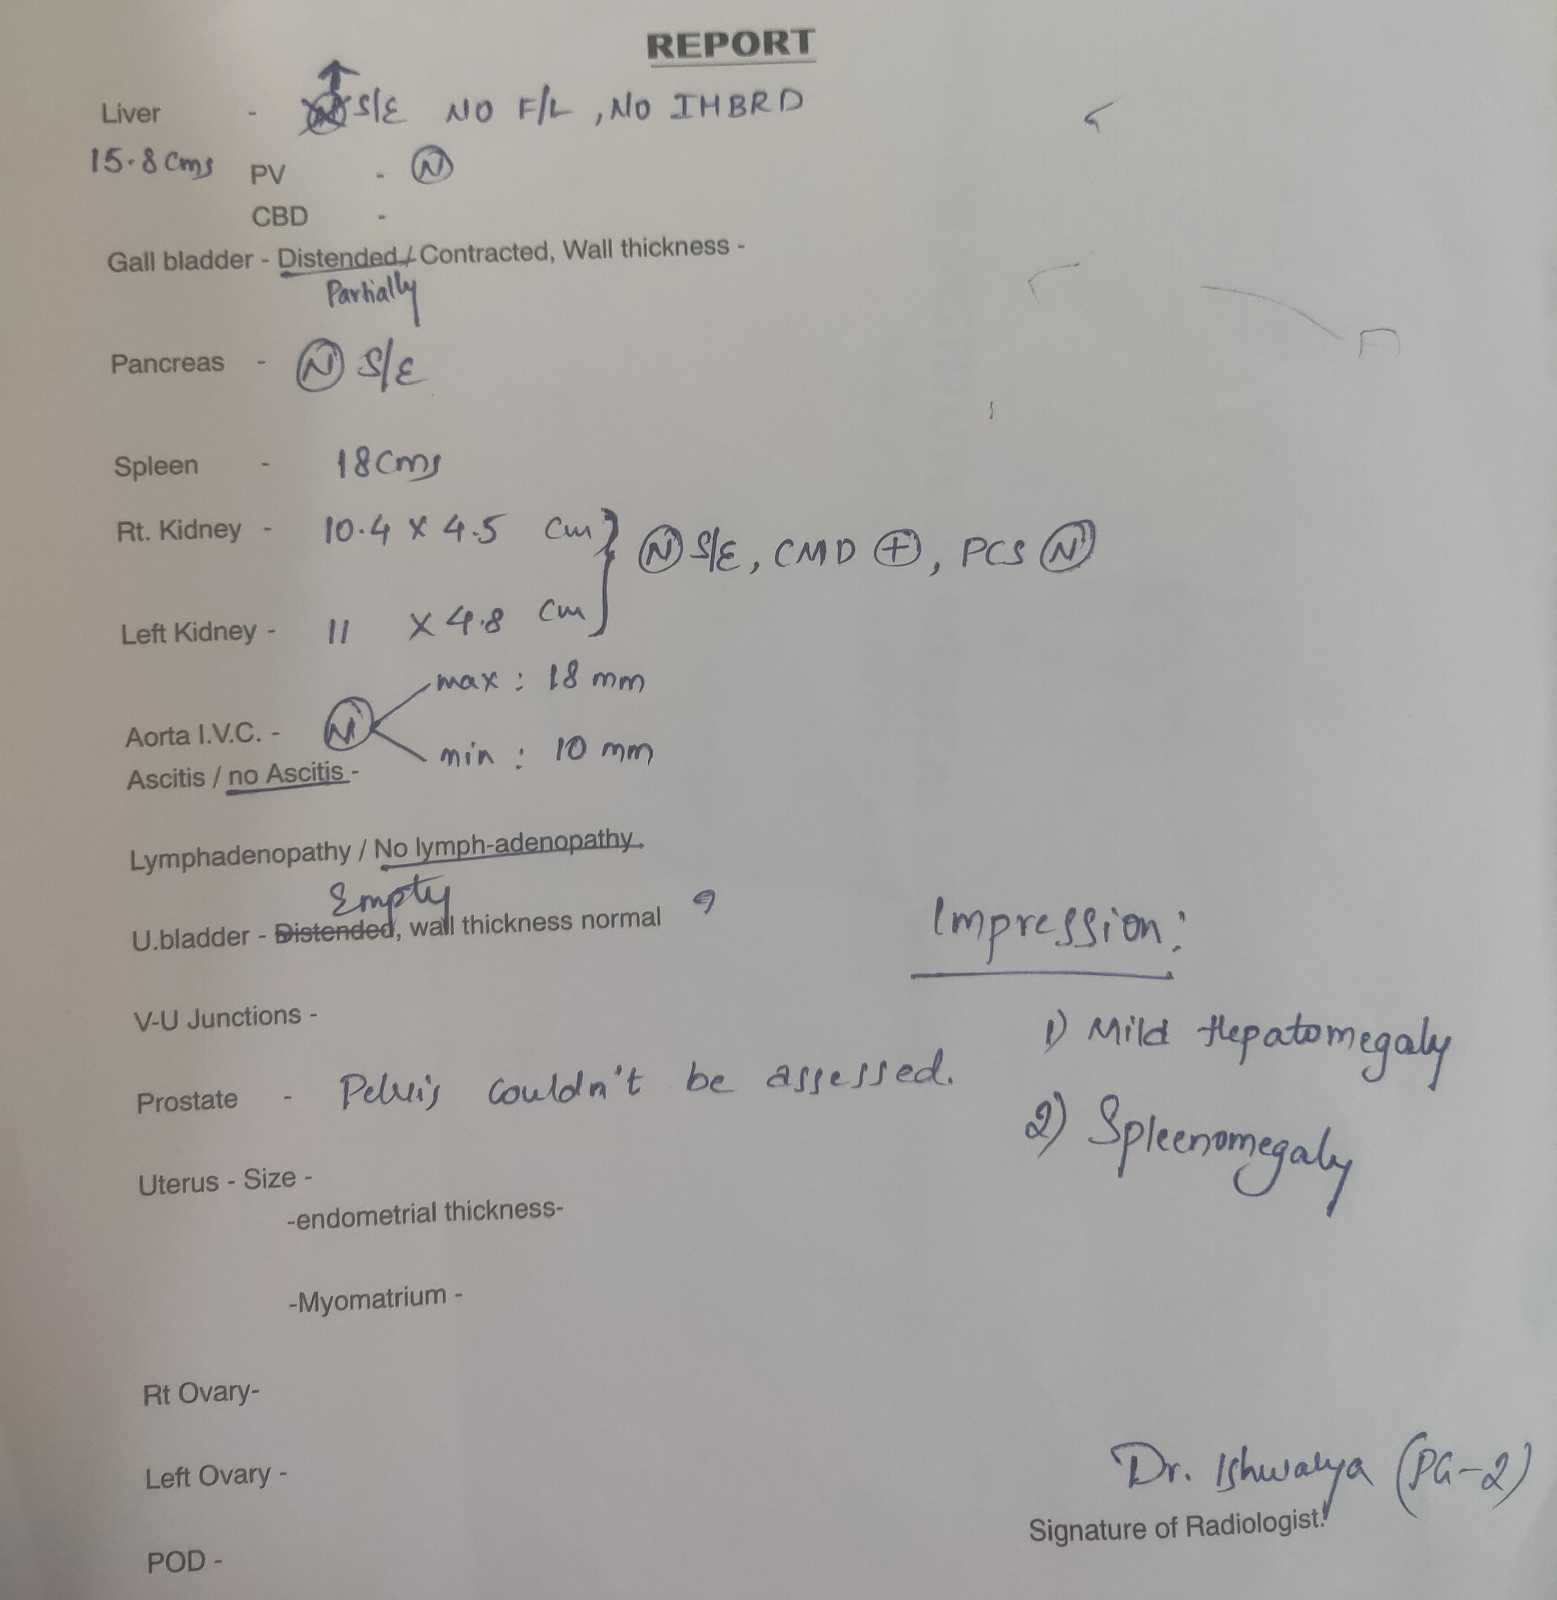 REPORT
Liver - ↑ S/E NO F/L, NO IHBRD
15.8 cms PV - Ⓝ
CBD -
Gall bladder - Distended / Contracted, Wall thickness -
Partially
Pancreas - Ⓝ S/E
Spleen - 18 cms
Rt. Kidney - 10.4 x 4.5 cm
Ⓝ S/E, CMD ⊕, PCS Ⓝ
Left Kidney - 11 x 4.8 cm
max : 18 mm
Aorta I.V.C. - Ⓝ
min : 10 mm
Ascitis / no Ascitis -
Lymphadenopathy / No lymph-adenopathy.
Empty
U.bladder - Distended, wall thickness normal
Impression:
V-U Junctions -
1) Mild Hepatomegaly
Prostate - Pelvis couldn't be assessed.
2) Spleenomegaly
Uterus - Size -
-endometrial thickness-
-Myomatrium -
Rt Ovary-
Left Ovary -
Dr. Ishwarya (PG-2)
Signature of Radiologist
POD -